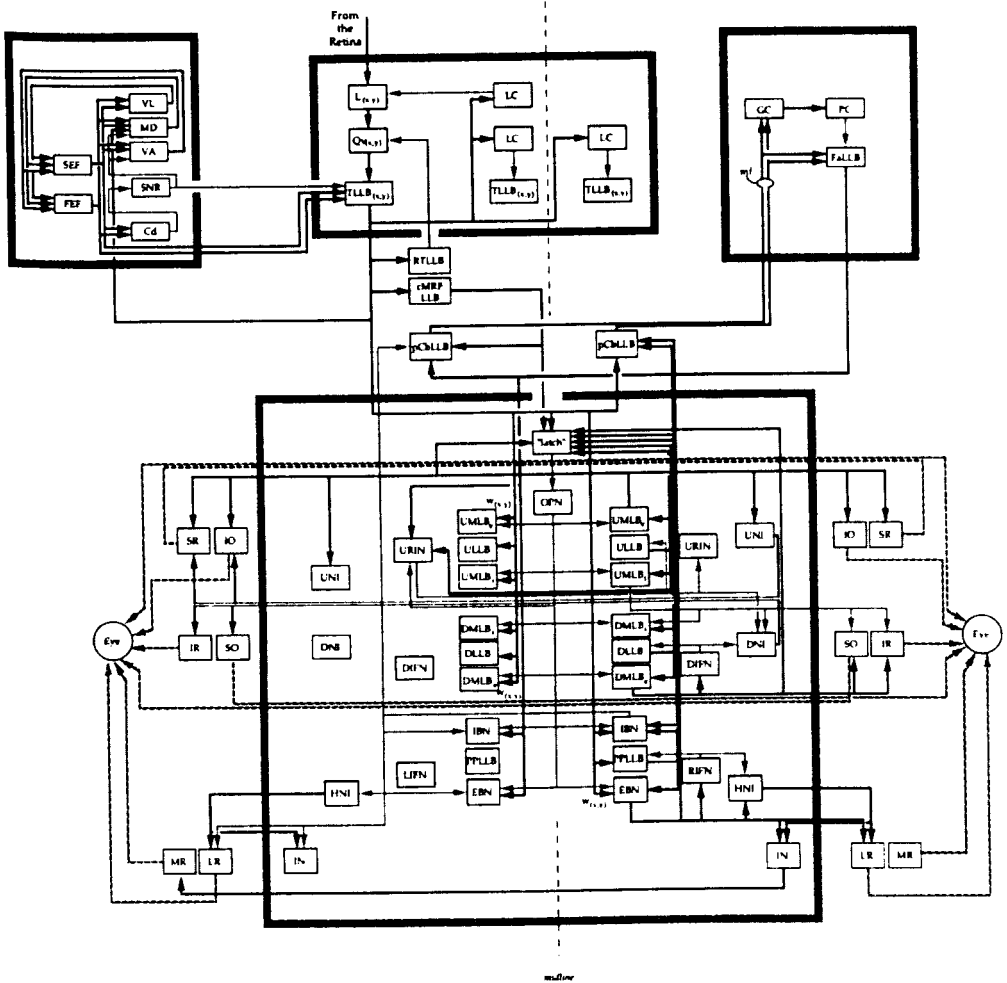 From
the
Retina
L(x,y)
LC
Qv(x,y)
LC
LC
TLLB(x,y)
TLLB(x,y)
TLLB(x,y)
VL
MD
VA
SEF
SNR
FEF
Cd
GC
PC
FaLLB
mf
RTLLB
cMRF
LLB
pCbLLB
pCbLLB
"latch"
OPN
W(x,y)
SR
IO
UMLB
UMLB
UNI
IO
SR
URIN
ULLB
ULLB
URIN
UNI
UMLB
UMLB
Eye
IR
SO
DNI
DMLB
DMLB
DNI
SO
IR
Eye
DLLB
DLLB
DIFN
DIFN
DMLB
DMLB
W(x,y)
IBN
IBN
PPLLB
PPLLB
LIFN
RIFN
HNI
EBN
EBN
HNI
W(x,y)
MR
LR
IN
IN
LR
MR
midline